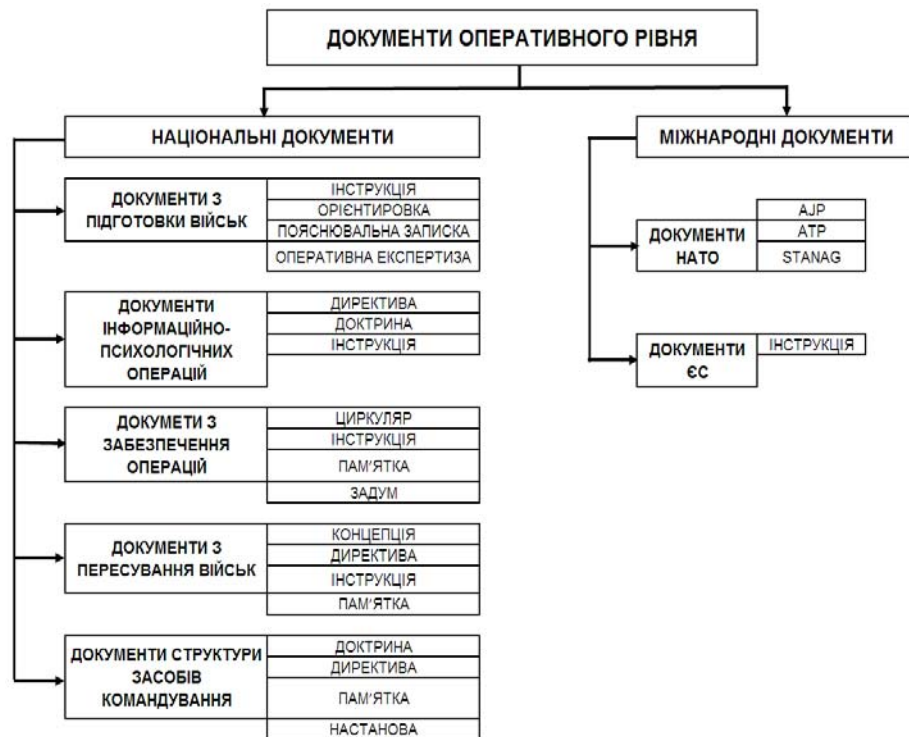 ДОКУМЕНТИ ОПЕРАТИВНОГО РІВНЯ
НАЦІОНАЛЬНІ ДОКУМЕНТИ
ДОКУМЕНТИ З
ПІДГОТОВКИ ВІЙСЬК
ІНСТРУКЦІЯ
ОРІЄНТИРОВКА
ПОЯСНЮВАЛЬНА ЗАПИСКА
ОПЕРАТИВНА ЕКСПЕРТИЗА
ДОКУМЕНТИ
ІНФОРМАЦІЙНО-
ПСИХОЛОГІЧНИХ
ОПЕРАЦІЙ
ДИРЕКТИВА
ДОКТРИНА
ІНСТРУКЦІЯ
ДОКУМЕТИ З
ЗАБЕЗПЕЧЕННЯ
ОПЕРАЦІЙ
ЦИРКУЛЯР
ІНСТРУКЦІЯ
ПАМ'ЯТКА
ЗАДУМ
ДОКУМЕНТИ З
ПЕРЕСУВАННЯ ВІЙСЬК
КОНЦЕПЦІЯ
ДИРЕКТИВА
ІНСТРУКЦІЯ
ПАМ'ЯТКА
ДОКУМЕНТИ СТРУКТУРИ
ЗАСОБІВ
КОМАНДУВАННЯ
ДОКТРИНА
ДИРЕКТИВА
ПАМ'ЯТКА
НАСТАНОВА
МІЖНАРОДНІ ДОКУМЕНТИ
ДОКУМЕНТИ
НАТО
AJP
ATP
STANAG
ДОКУМЕНТИ
ЄС
ІНСТРУКЦІЯ